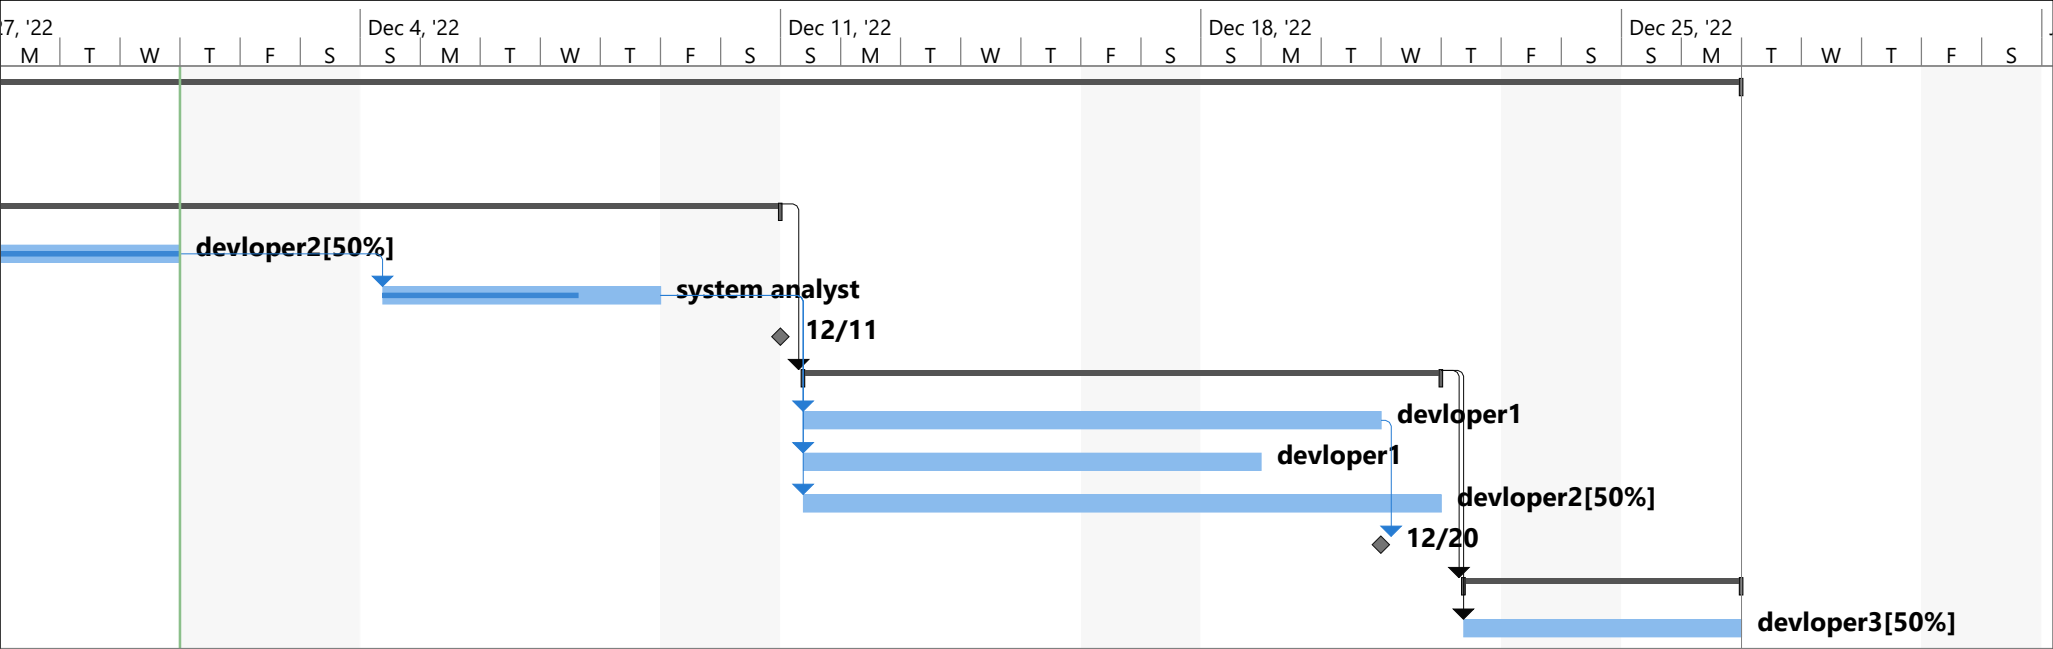 27, '22 Dec 4, '22 Dec 11, '22 Dec 18, '22 Dec 25, '22
M T W T F S S M T W T F S S M T W T F S S M T W T F S S M T W T F S
devloper2[50%]
system analyst
12/11
devloper1
devloper1
devloper2[50%]
12/20
devloper3[50%]